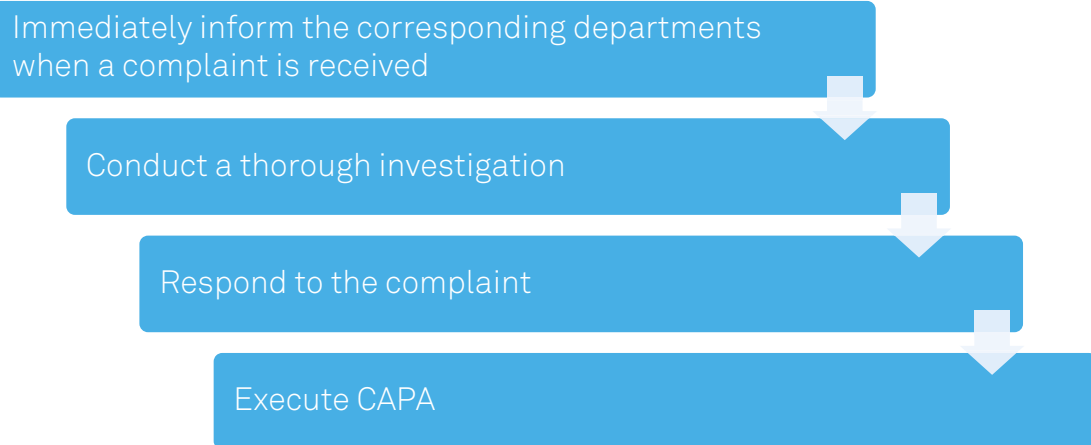 Immediately inform the corresponding departments
when a complaint is received
Conduct a thorough investigation
Respond to the complaint
Execute CAPA